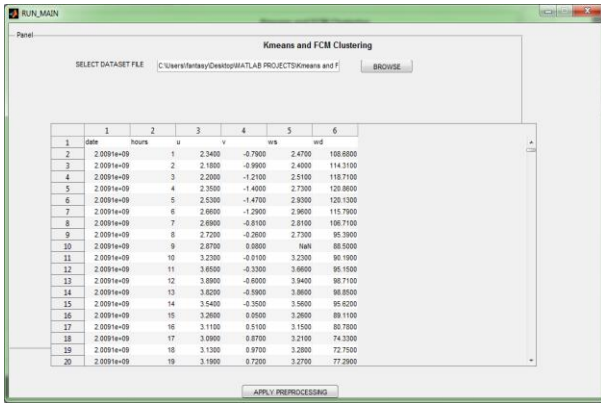 RUN_MAIN
Panel
Kmeans and FCM Clustering
SELECT DATASET FILE C:\Users\fantasy\Desktop\MATLAB PROJECTS\Kmeans and F BROWSE
1 2 3 4 5 6
1 date hours u v ws wd
2 2.0091e+09 1 2.3400 -0.7900 2.4700 108.6800
3 2.0091e+09 2 2.1800 -0.9900 2.4000 114.3100
4 2.0091e+09 3 2.2000 -1.2100 2.5100 118.7100
5 2.0091e+09 4 2.3500 -1.4000 2.7300 120.8600
6 2.0091e+09 5 2.5300 -1.4700 2.9300 120.1300
7 2.0091e+09 6 2.6600 -1.2900 2.9600 115.7900
8 2.0091e+09 7 2.6900 -0.8100 2.8100 106.7100
9 2.0091e+09 8 2.7200 -0.2600 2.7300 95.3900
10 2.0091e+09 9 2.8700 0.0800 NaN 88.5000
11 2.0091e+09 10 3.2300 -0.0100 3.2300 90.1900
12 2.0091e+09 11 3.6500 -0.3300 3.6600 95.1500
13 2.0091e+09 12 3.8900 -0.6000 3.9400 98.7100
14 2.0091e+09 13 3.8200 -0.5900 3.8600 98.8500
15 2.0091e+09 14 3.5400 -0.3500 3.5600 95.6200
16 2.0091e+09 15 3.2600 0.0500 3.2600 89.1100
17 2.0091e+09 16 3.1100 0.5100 3.1500 80.7800
18 2.0091e+09 17 3.0900 0.8700 3.2100 74.3300
19 2.0091e+09 18 3.1300 0.9700 3.2800 72.7500
20 2.0091e+09 19 3.1900 0.7200 3.2700 77.2900
APPLY PREPROCESSING